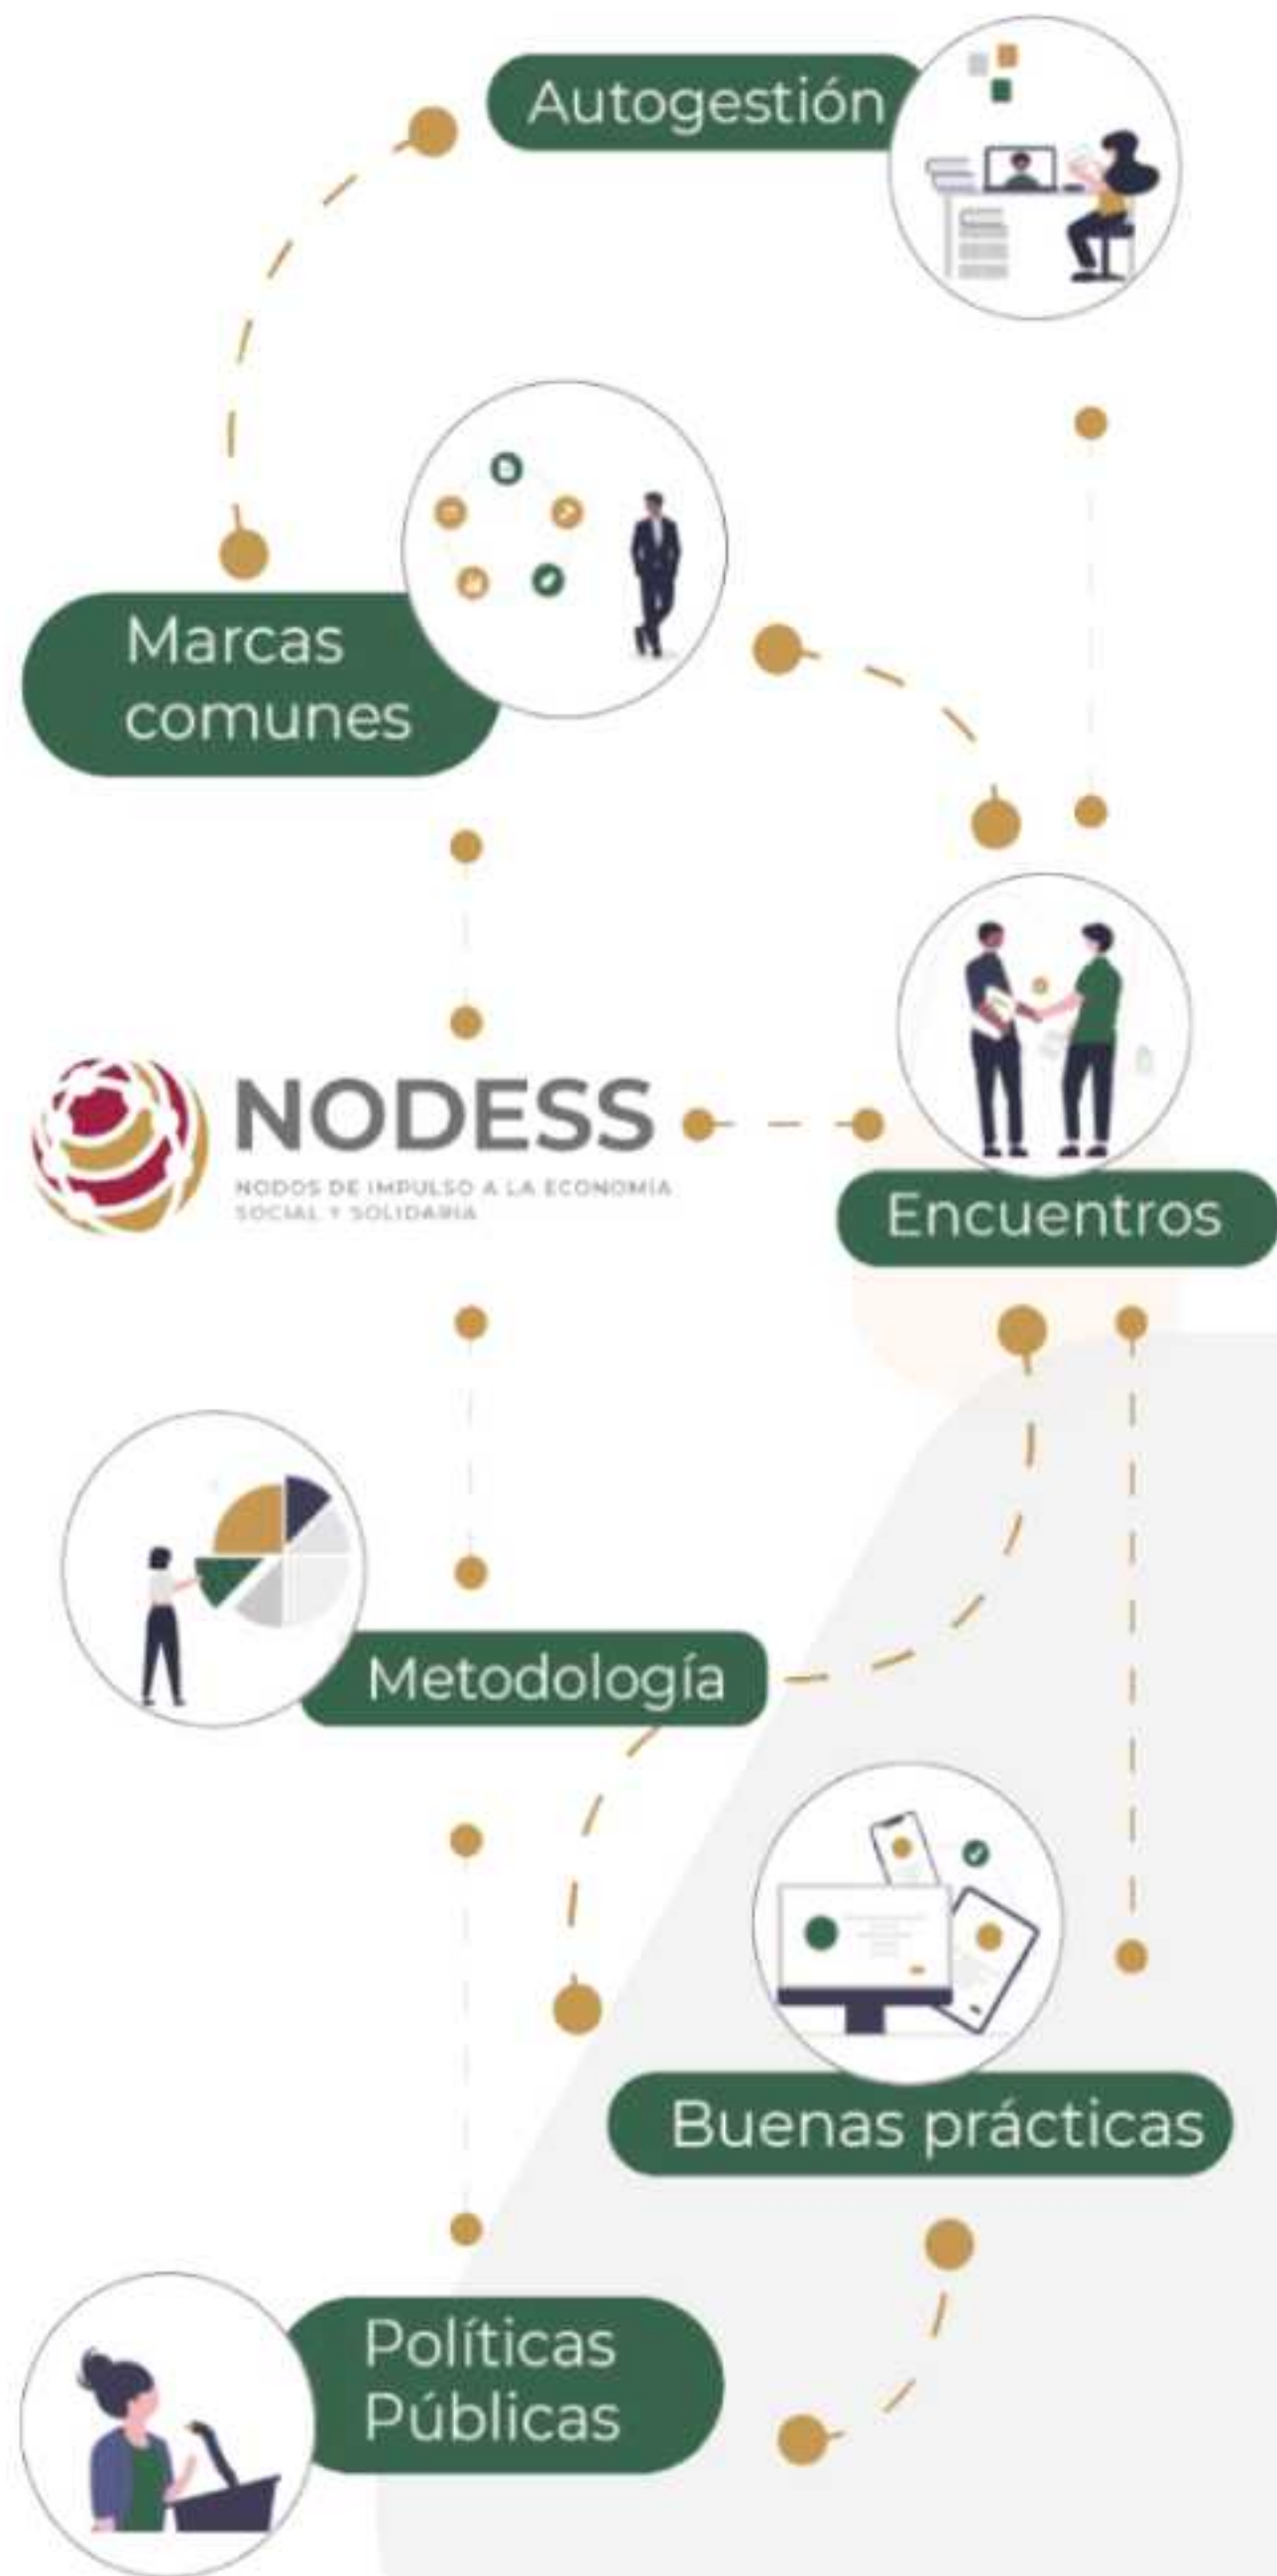 Autogestión
Marcas
comunes
NODESS
NODOS DE IMPULSO A LA ECONOMÍA
SOCIAL Y SOLIDARIA
Encuentros
Metodología
Buenas prácticas
Políticas
Públicas